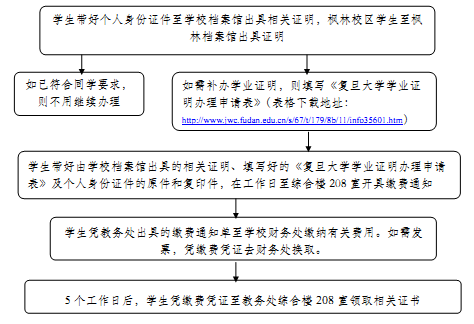 学生带好个人身份证件至学校档案馆出具相关证明，枫林校区学生至枫
林档案馆出具证明
如已符合同学要求，
则不用继续办理
如需补办学业证明，则填写《复旦大学学业证
明办理申请表》（表格下载地址：
http://www.jwc.fudan.edu.cn/s/67/t/179/8b/11/info35601.htm）
学生带好由学校档案馆出具的相关证明、填写好的《复旦大学学业证明办理申请
表》及个人身份证件的原件和复印件，在工作日至综合楼 208 室开具缴费通知
学生凭教务处出具的缴费通知单至学校财务处缴纳有关费用。如需发
票，凭缴费凭证去财务处换取。
5 个工作日后，学生凭缴费凭证至教务处综合楼 208 室领取相关证书